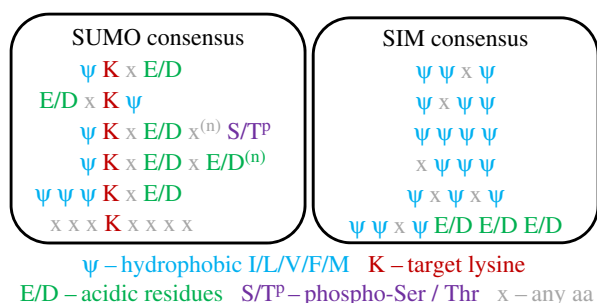 SUMO consensus
ψ K x E/D
E/D x K ψ
ψ K x E/D x⁽ⁿ⁾ S/Tᵖ
ψ K x E/D x E/D⁽ⁿ⁾
ψ ψ ψ K x E/D
x x x K x x x x
SIM consensus
ψ ψ x ψ
ψ x ψ ψ
ψ ψ ψ ψ
x ψ ψ ψ
ψ x ψ x ψ
ψ ψ x ψ E/D E/D E/D
ψ – hydrophobic I/L/V/F/M K – target lysine
E/D – acidic residues S/Tᵖ – phospho-Ser / Thr x – any aa